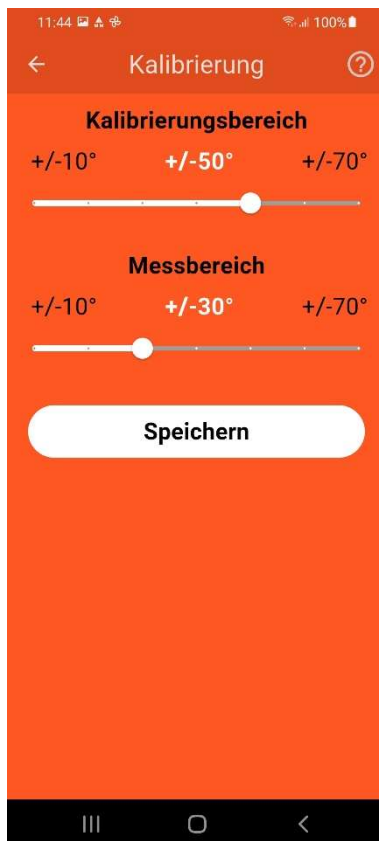 11:44 100%
Kalibrierung
Kalibrierungsbereich
+/-10° +/-50° +/-70°
Messbereich
+/-10° +/-30° +/-70°
Speichern